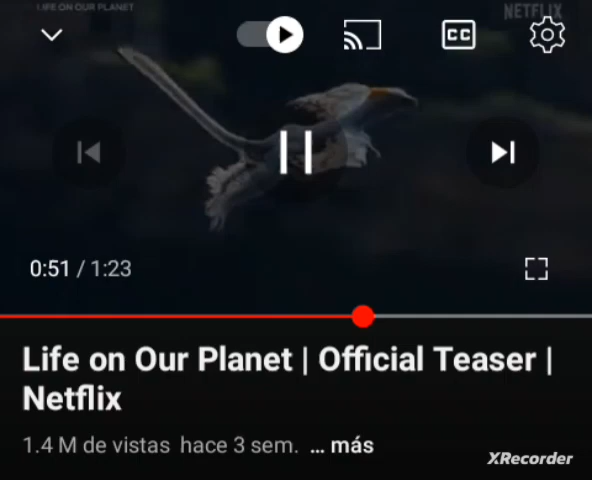 LIFE ON OUR PLANET
NETFLIX
CC
0:51 / 1:23
Life on Our Planet | Official Teaser |
Netflix
1.4 M de vistas hace 3 sem. ... más
XRecorder